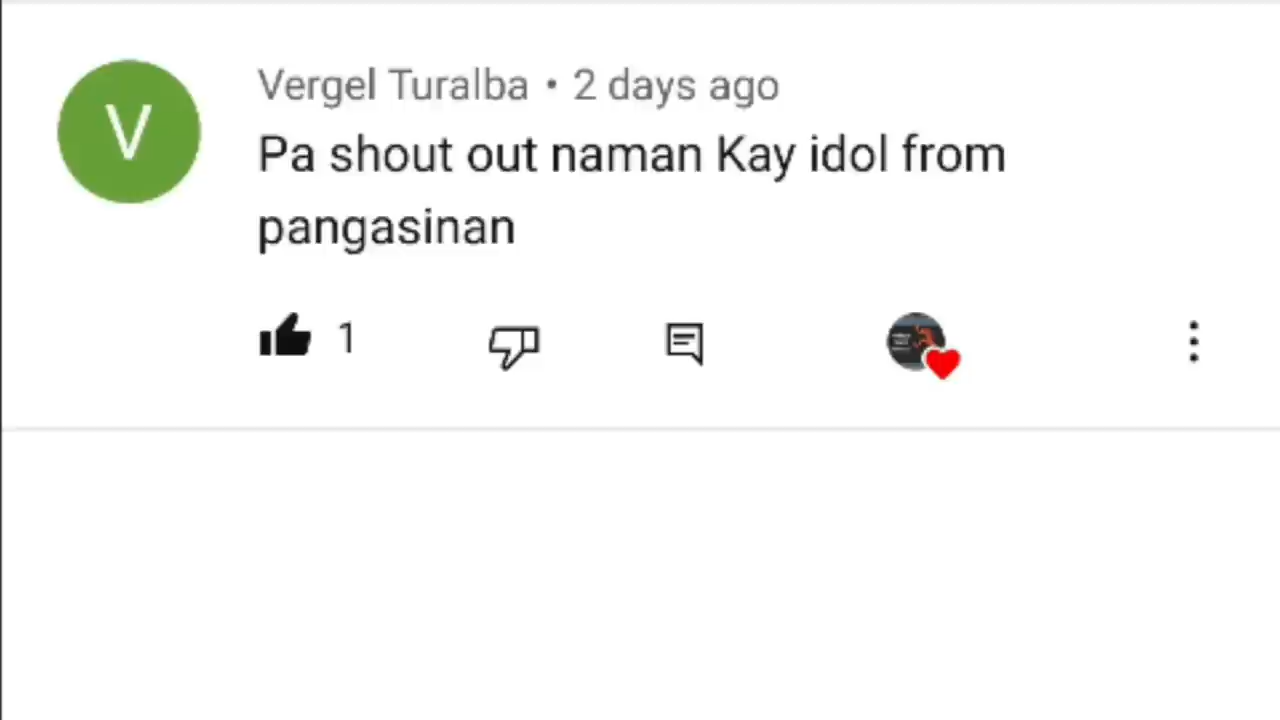 Vergel Turalba • 2 days ago
V
Pa shout out naman Kay idol from
pangasinan
1